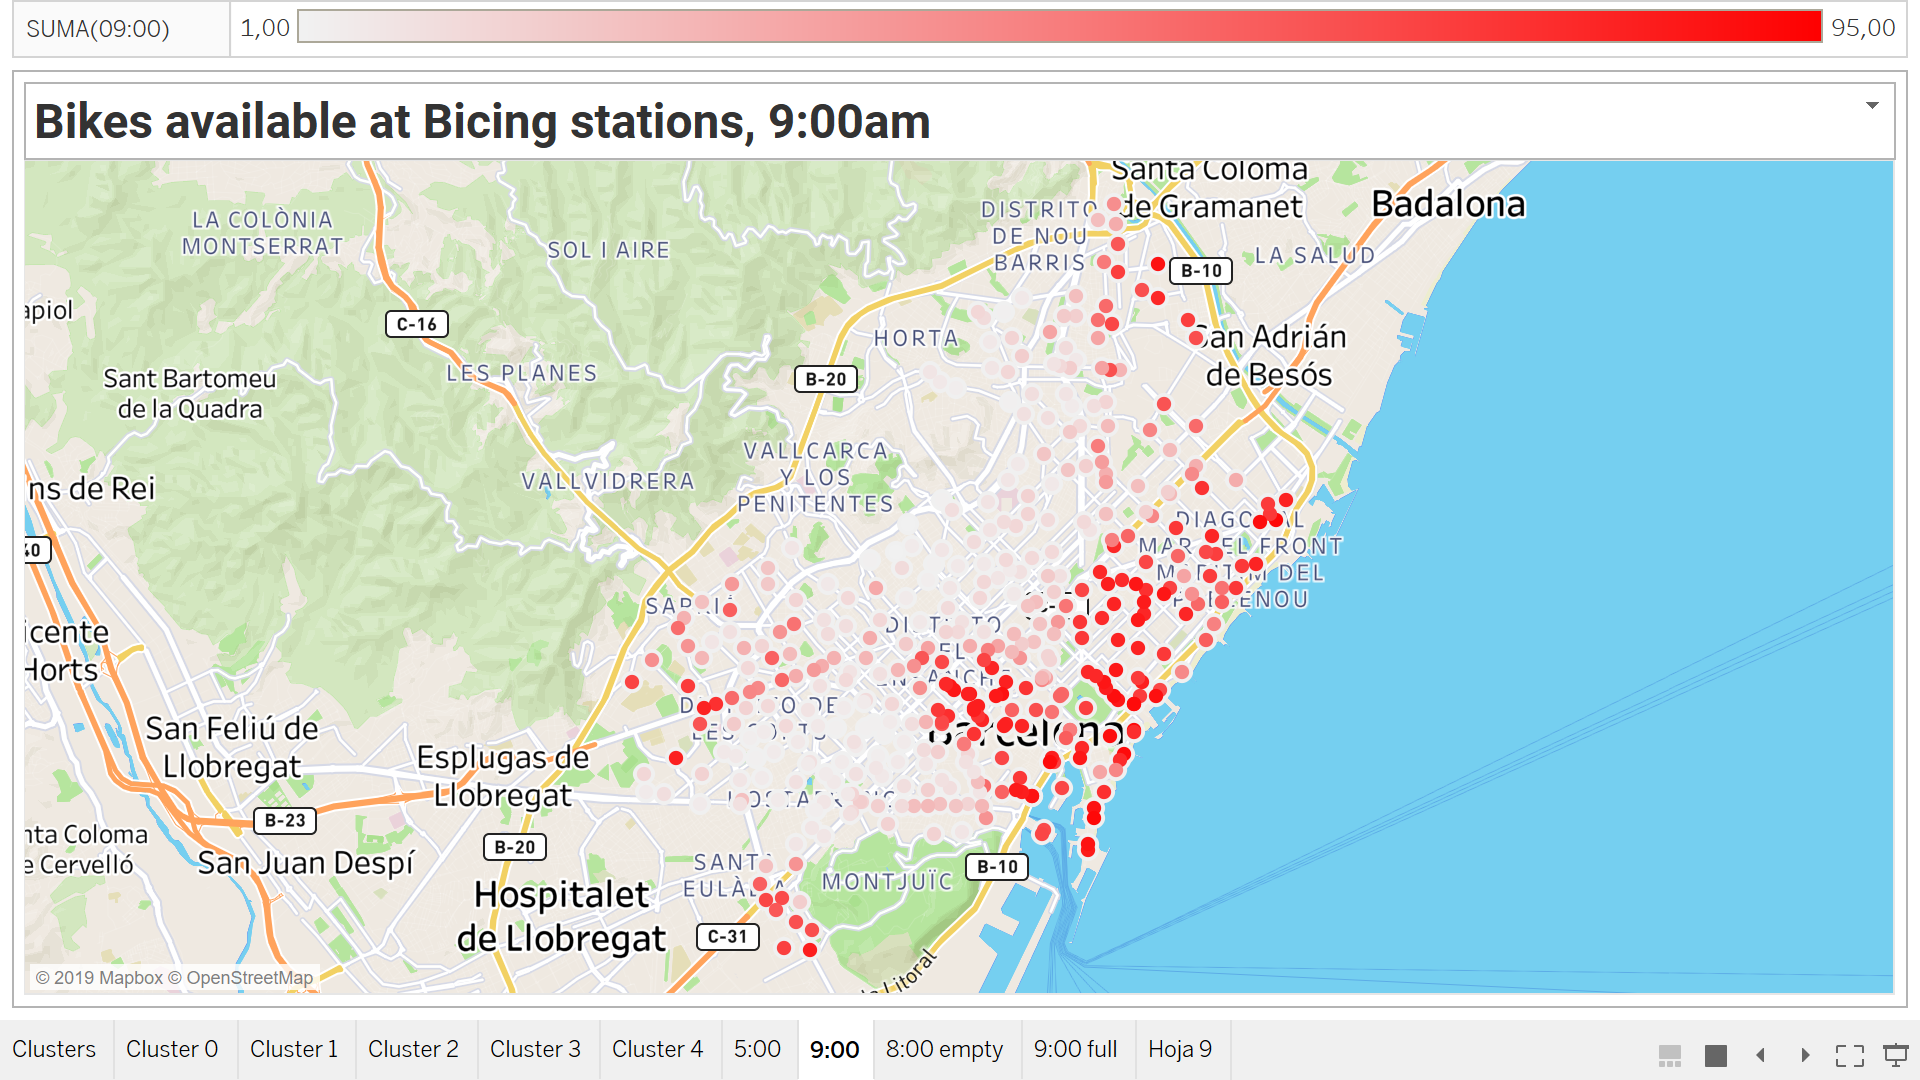 SUMA(09:00)
1,00
95,00
Bikes available at Bicing stations, 9:00am
Santa Coloma
de Gramanet
Badalona
LA COLÒNIA
MONTSERRAT
SOL I AIRE
DISTRITO
DE NOU
BARRIS
LA SALUD
B-10
apiol
C-16
HORTA
San Adrián
de Besós
LES PLANES
B-20
Sant Bartomeu
de la Quadra
VALLCARCA
Y LOS
PENITENTES
VALLVIDRERA
ns de Rei
40
DIAGONAL
MAR
EL FRONT
DEL
icente
Horts
EL
San Feliú de
Llobregat
Esplugas de
Llobregat
Barcelona
B-23
nta Coloma
e Cervelló
San Juan Despí
B-20
B-10
MONTJUÏC
Hospitalet
de Llobregat
C-31
Litoral
© 2019 Mapbox © OpenStreetMap
Clusters
Cluster 0
Cluster 1
Cluster 2
Cluster 3
Cluster 4
5:00
9:00
8:00 empty
9:00 full
Hoja 9